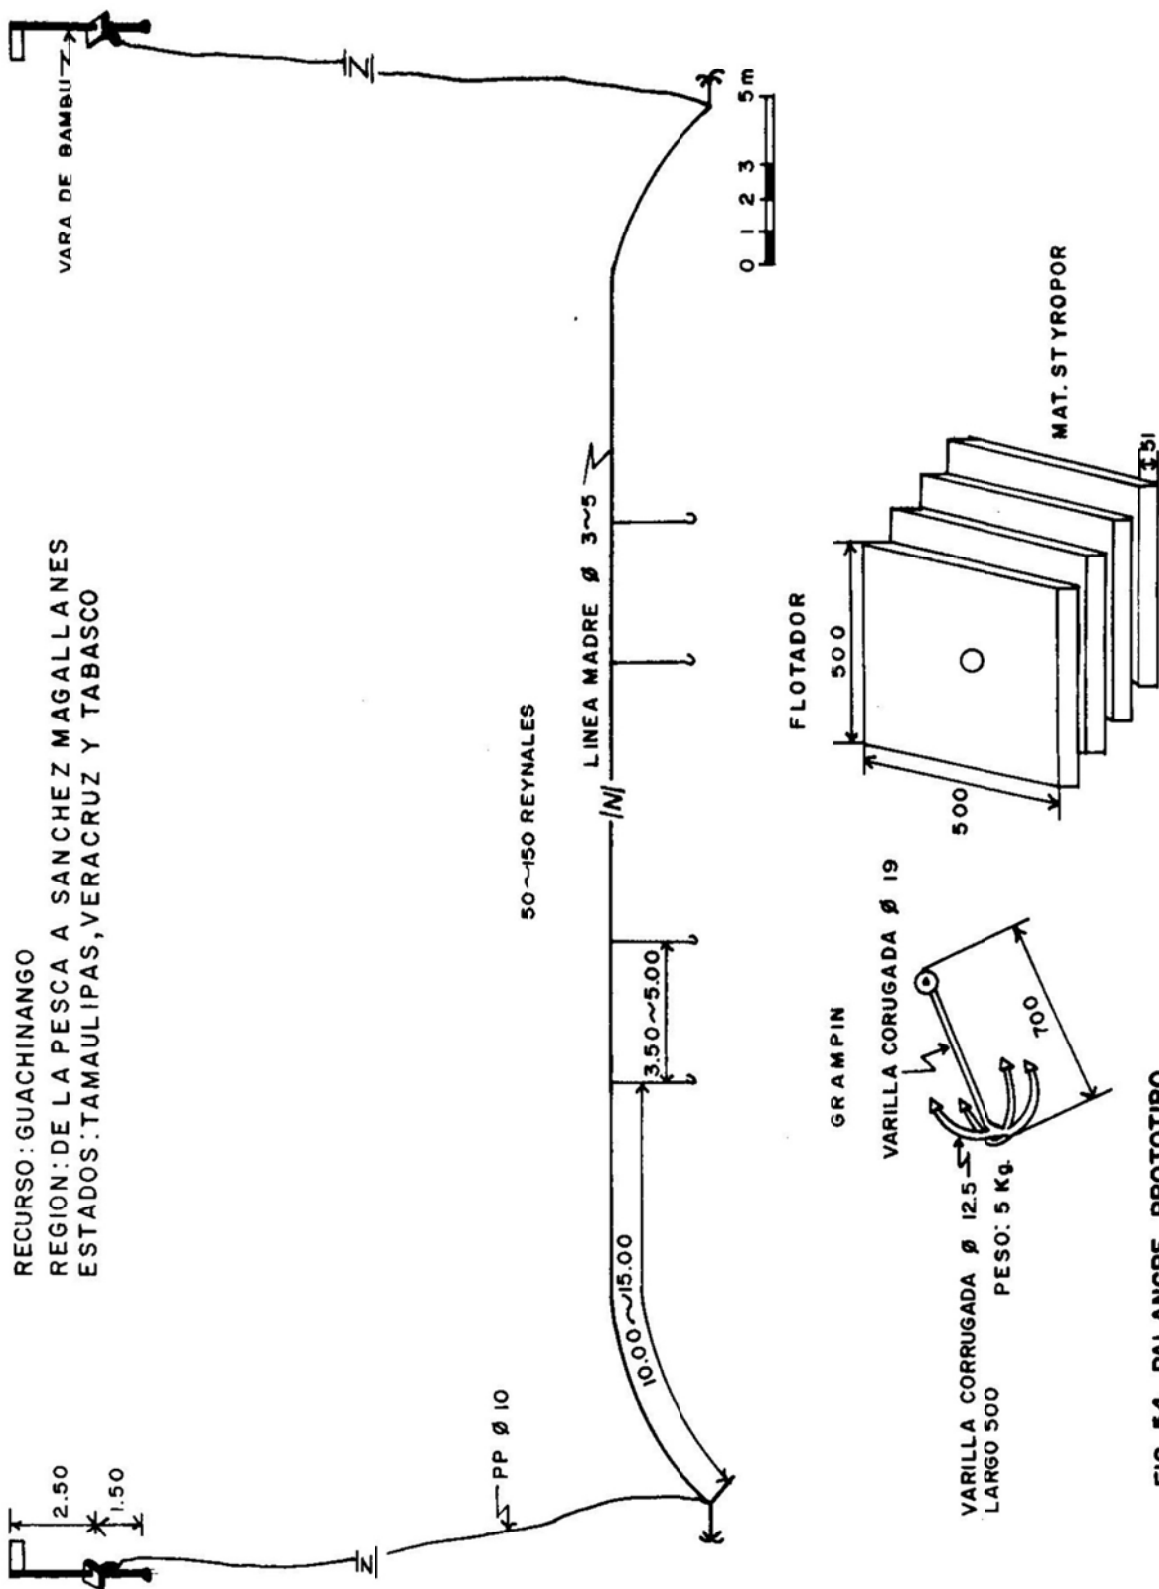 RECURSO: GUACHINANGO
REGION: DE LA PESCA A SANCHEZ MAGALLANES
ESTADOS: TAMAULIPAS, VERACRUZ Y TABASCO
2.50
1.50
VARA DE BAMBU
PP Ø 10
N
N
50~150 REYNALES
LINEA MADRE Ø 3~5
N
10.00~15.00
3.50~5.00
0 1 2 3 5 m
GRAMPIN
VARILLA CORUGADA Ø 19
VARILLA CORRUGADA Ø 12.5
LARGO 500
PESO: 5 Kg.
700
FLOTADOR
500
500
MAT. STYROPOR
51
FIG. 54 PALANGRE PROTOTIPO